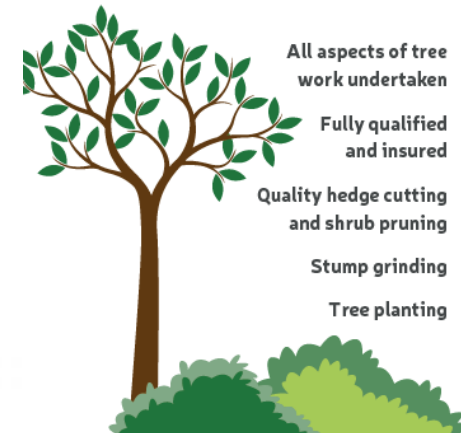 All aspects of tree
work undertaken
Fully qualified
and insured
Quality hedge cutting
and shrub pruning
Stump grinding
Tree planting